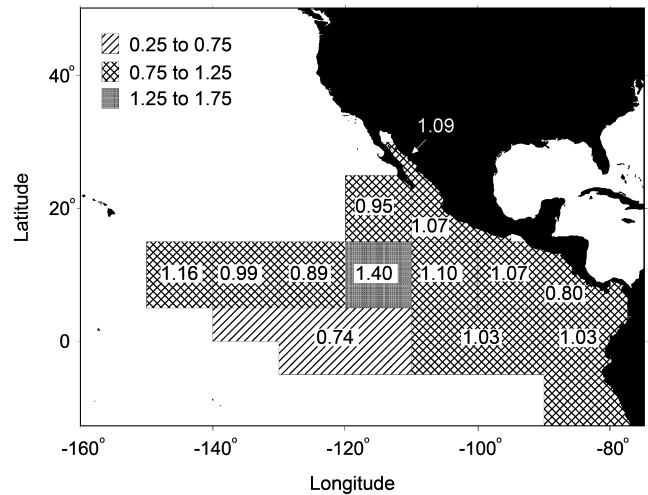 0.25 to 0.75
0.75 to 1.25
1.25 to 1.75
40°
20°
0
Latitude
1.09
0.95
1.07
1.16 0.99 0.89 1.40 1.10 1.07
0.80
0.74 1.03 1.03
-160° -140° -120° -100° -80°
Longitude